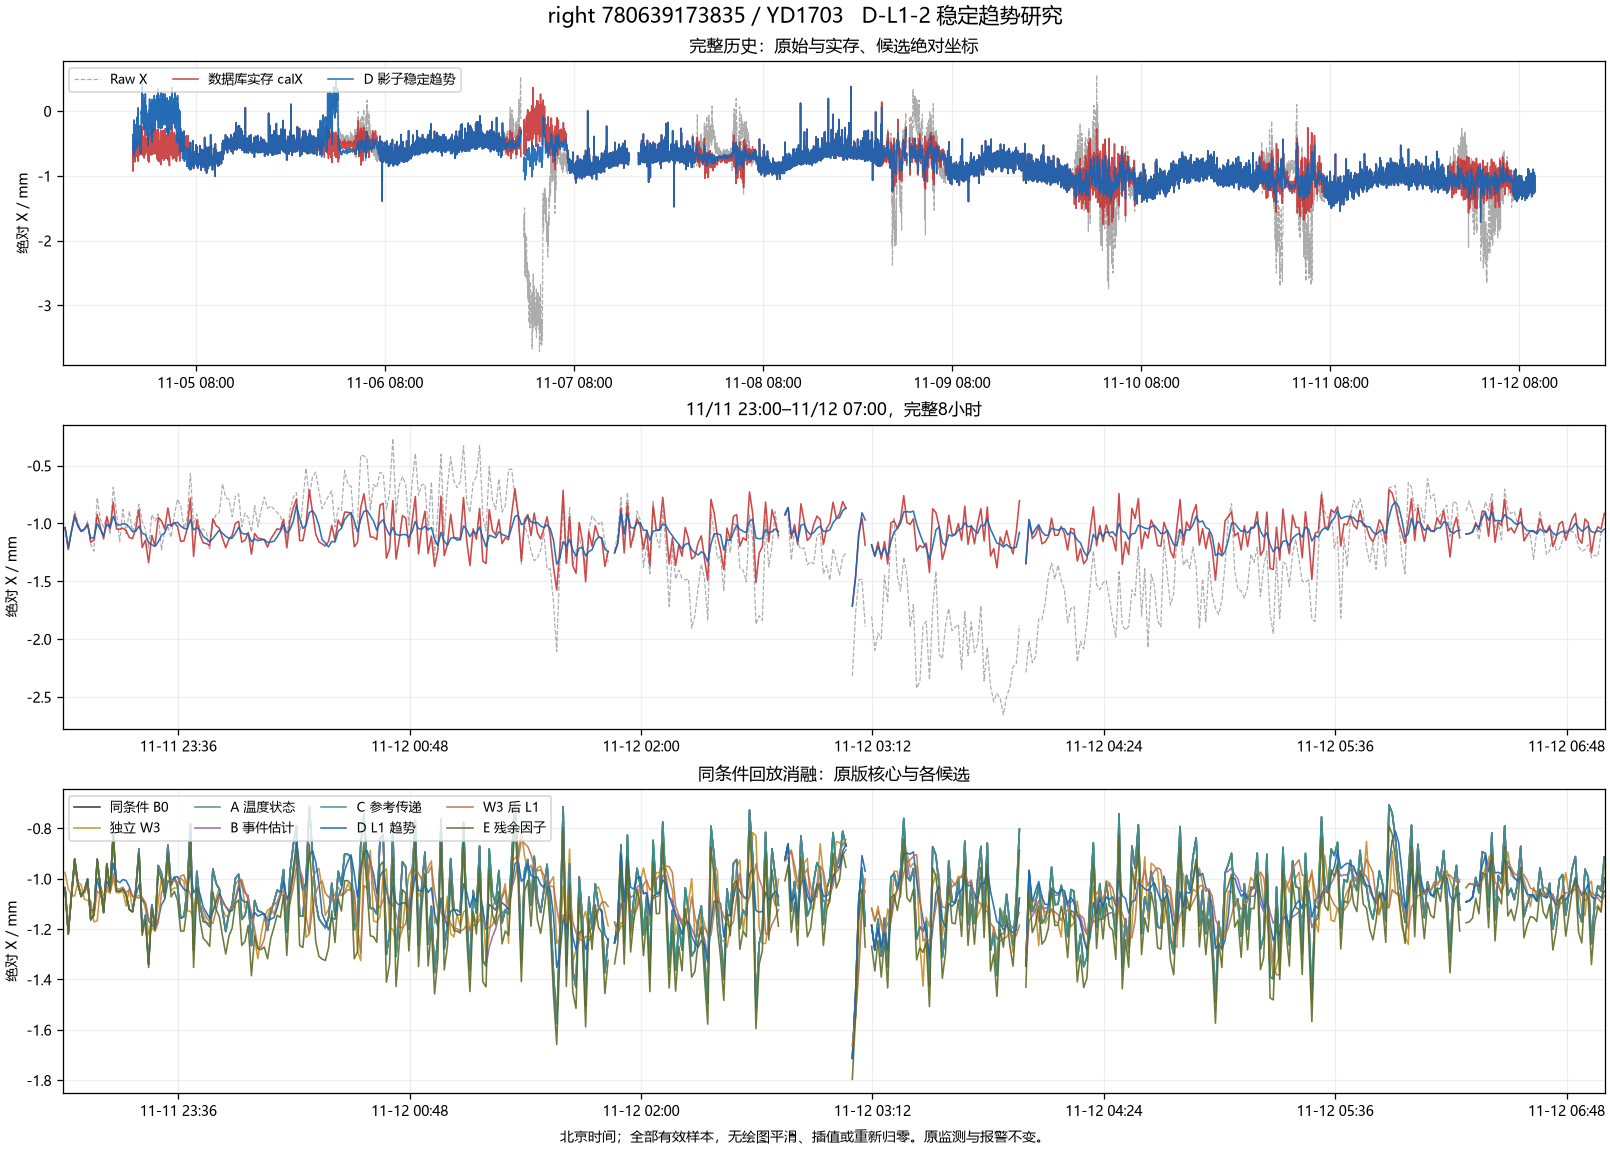 right 780639173835 / YD1703   D-L1-2 稳定趋势研究
完整历史：原始与实存、候选绝对坐标
Raw X
数据库实存 calX
D 影子稳定趋势
绝对 X / mm
0
-1
-2
-3
11-05 08:00
11-06 08:00
11-07 08:00
11-08 08:00
11-09 08:00
11-10 08:00
11-11 08:00
11-12 08:00
11/11 23:00–11/12 07:00，完整8小时
绝对 X / mm
-0.5
-1.0
-1.5
-2.0
-2.5
11-11 23:36
11-12 00:48
11-12 02:00
11-12 03:12
11-12 04:24
11-12 05:36
11-12 06:48
同条件回放消融：原版核心与各候选
同条件 B0
A 温度状态
C 参考传递
W3 后 L1
独立 W3
B 事件估计
D L1 趋势
E 残余因子
绝对 X / mm
-0.8
-1.0
-1.2
-1.4
-1.6
-1.8
11-11 23:36
11-12 00:48
11-12 02:00
11-12 03:12
11-12 04:24
11-12 05:36
11-12 06:48
北京时间；全部有效样本，无绘图平滑、插值或重新归零。原监测与报警不变。